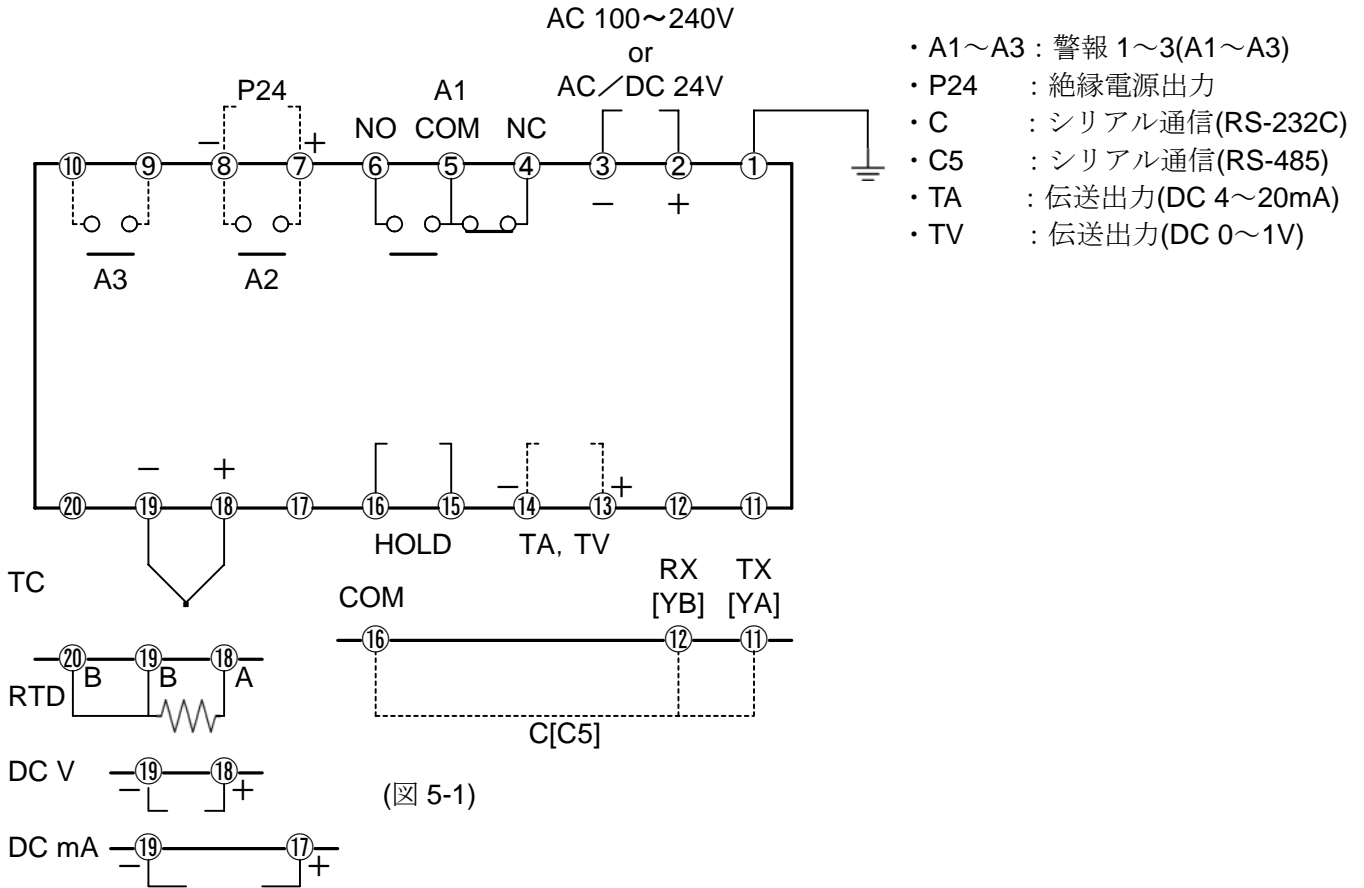 AC 100~240V
or
AC/DC 24V
P24 A1
NO COM NC
− + 
⑩ ⑨ ⑧ ⑦ ⑥ ⑤ ④ ③ ② ①
− +
A3 A2
− +
− +
⑳ ⑲ ⑱ ⑰ ⑯ ⑮ ⑭ ⑬ ⑫ ⑪
HOLD TA, TV
TC
COM RX TX
[YB] [YA]
⑯ ⑫ ⑪
C[C5]
⑳ ⑲ ⑱
B B A
RTD
DC V ⑲ ⑱
− +
(図 5-1)
DC mA ⑲ ⑰
− +
・A1~A3:警報 1~3(A1~A3)
・P24 :絶縁電源出力
・C :シリアル通信(RS-232C)
・C5 :シリアル通信(RS-485)
・TA :伝送出力(DC 4~20mA)
・TV :伝送出力(DC 0~1V)